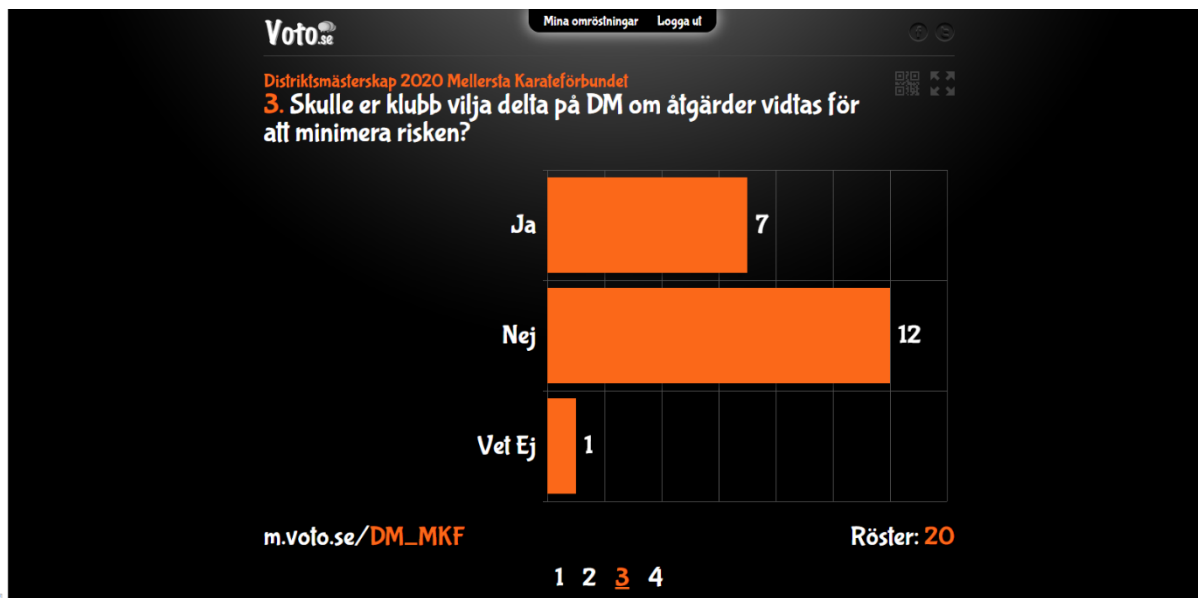 Voto.se
Mina omröstningar Logga ut
Distriktsmästerskap 2020 Mellersta Karateförbundet
3. Skulle er klubb vilja delta på DM om åtgärder vidtas för
att minimera risken?
Ja 7
Nej 12
Vet Ej 1
m.voto.se/DM_MKF Röster: 20
1 2 3 4